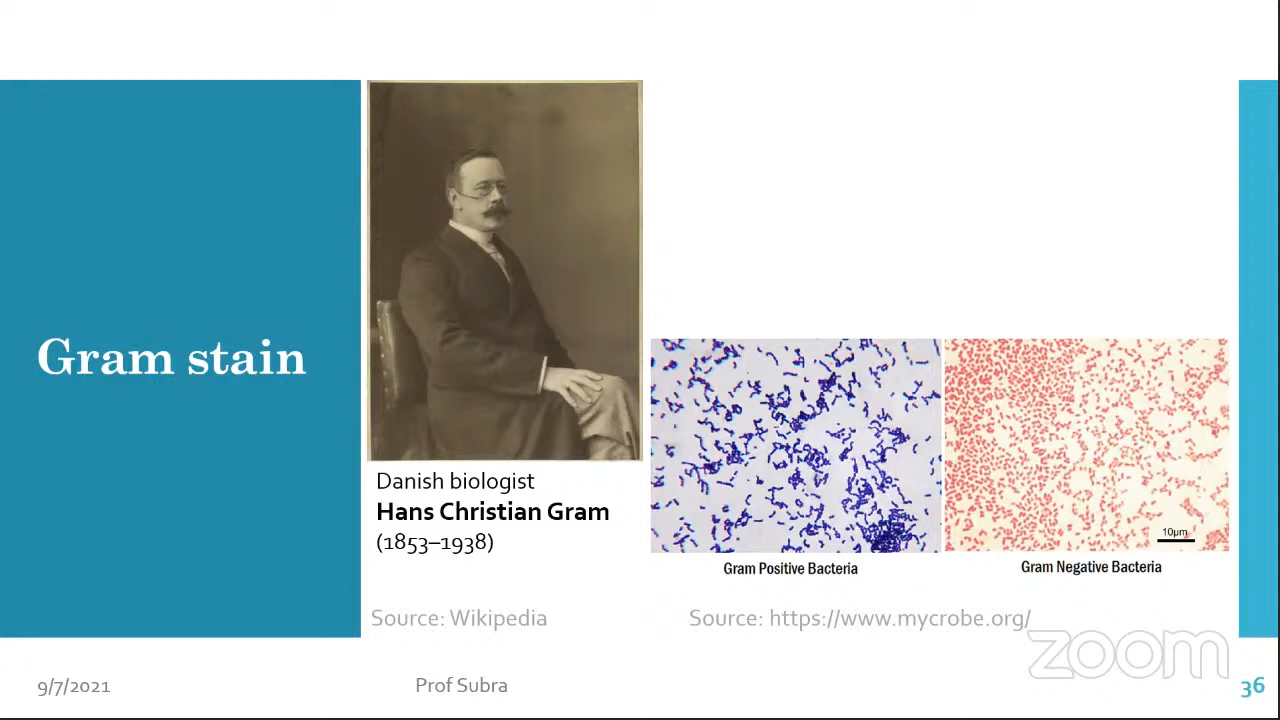 Gram stain
Danish biologist
Hans Christian Gram
(1853–1938)
10µm
Gram Positive Bacteria
Gram Negative Bacteria
Source: Wikipedia
Source: https://www.mycrobe.org/
zoom
9/7/2021
Prof Subra
36